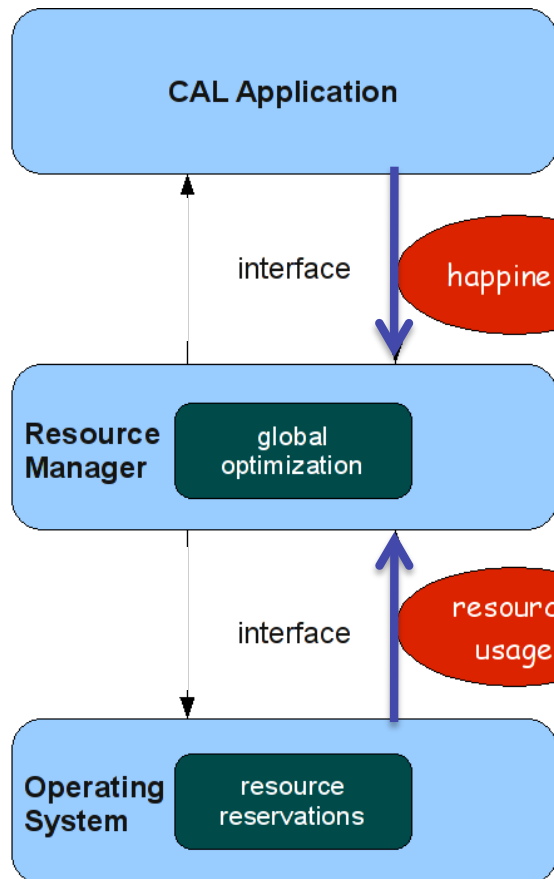 CAL Application
interface
happine
Resource
Manager
global
optimization
interface
resourc
usage
Operating
System
resource
reservations